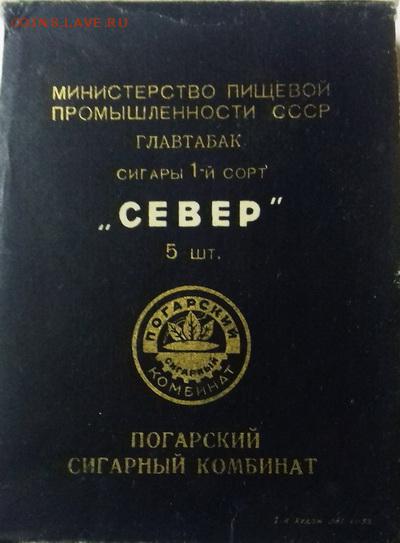 COINS.LAVE.RU
МИНИСТЕРСТВО ПИЩЕВОЙ
ПРОМЫШЛЕННОСТИ СССР
ГЛАВТАБАК
СИГАРЫ 1-Й СОРТ
„СЕВЕР"
5 ШТ.
ПОГАРСКИЙ
СИГАРНЫЙ
КОМБИНАТ
ПОГАРСКИЙ
СИГАРНЫЙ КОМБИНАТ